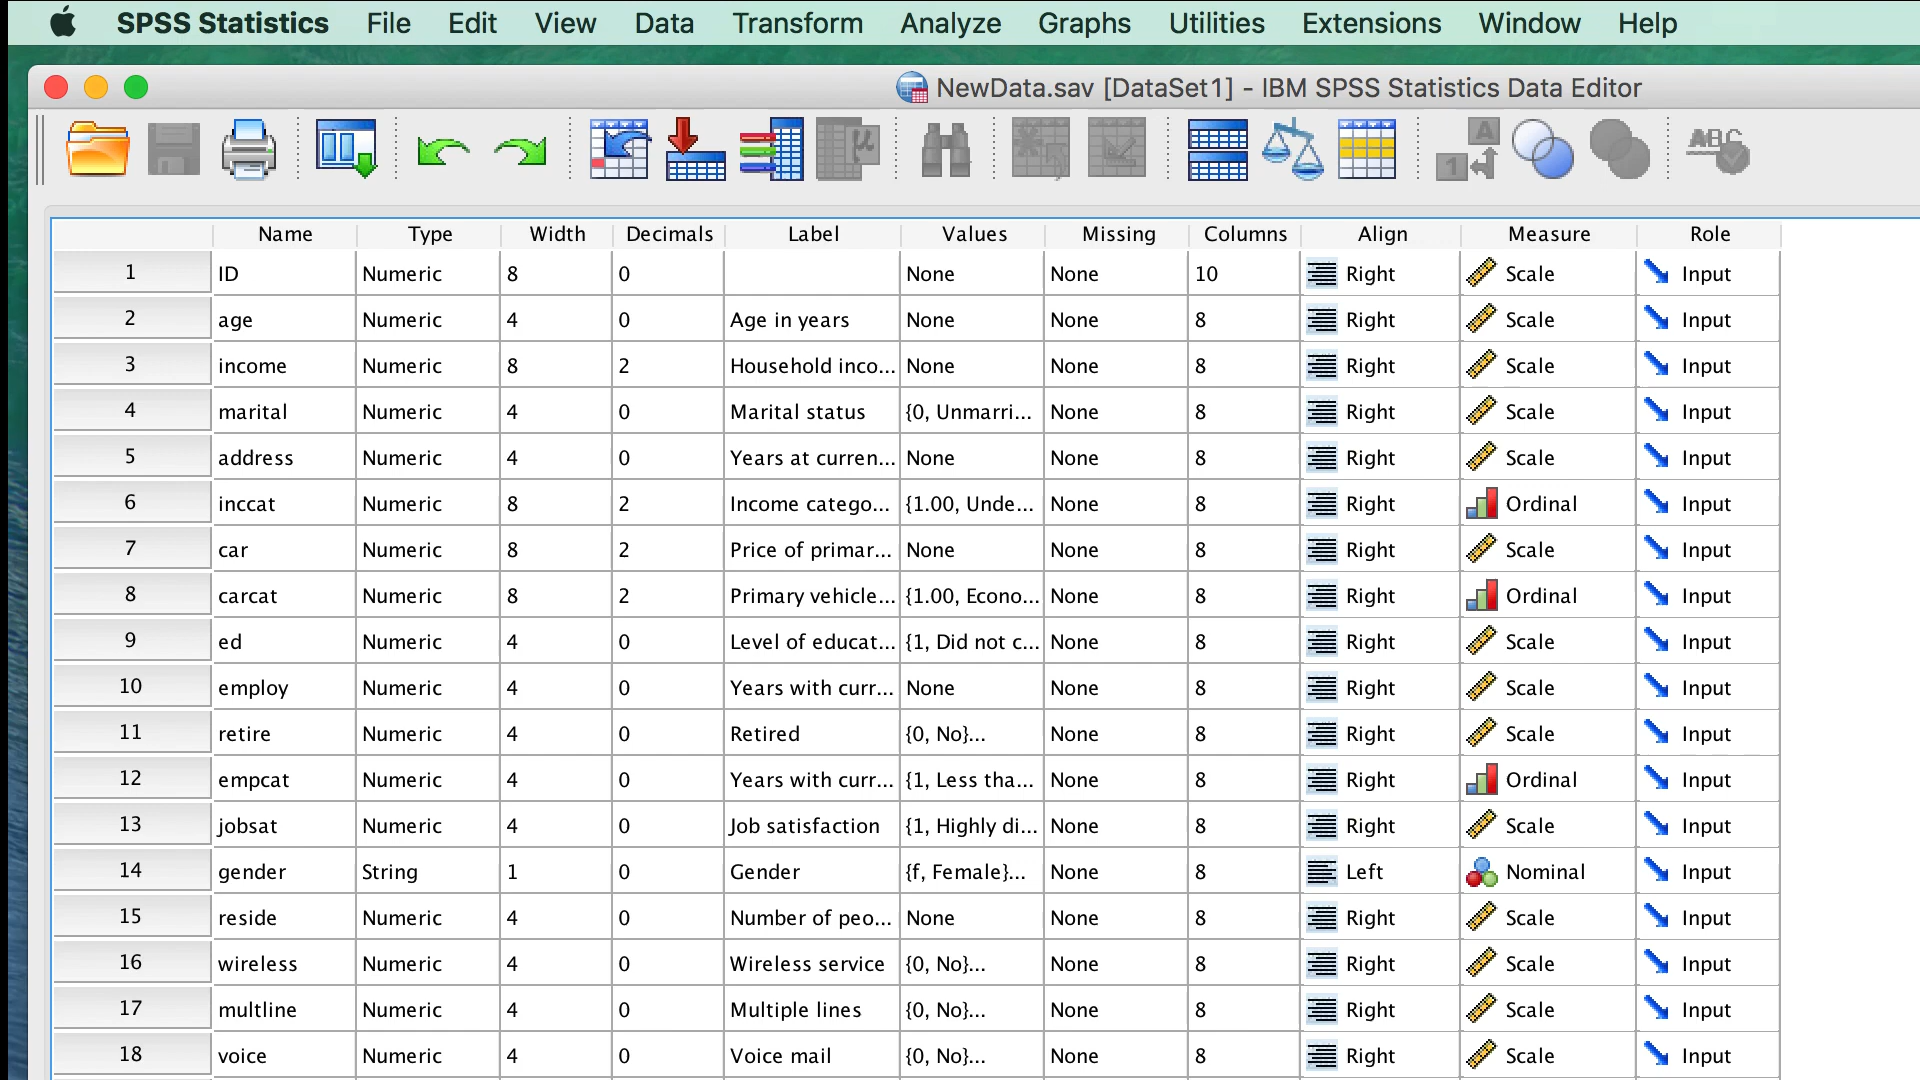 SPSS Statistics File Edit View Data Transform Analyze Graphs Utilities Extensions Window Help
NewData.sav [DataSet1] - IBM SPSS Statistics Data Editor
Name Type Width Decimals Label Values Missing Columns Align Measure Role
1 ID Numeric 8 0 None None 10 Right Scale Input
2 age Numeric 4 0 Age in years None None 8 Right Scale Input
3 income Numeric 8 2 Household inco... None None 8 Right Scale Input
4 marital Numeric 4 0 Marital status {0, Unmarri... None 8 Right Scale Input
5 address Numeric 4 0 Years at curren... None None 8 Right Scale Input
6 inccat Numeric 8 2 Income catego... {1.00, Unde... None 8 Right Ordinal Input
7 car Numeric 8 2 Price of primar... None None 8 Right Scale Input
8 carcat Numeric 8 2 Primary vehicle... {1.00, Econo... None 8 Right Ordinal Input
9 ed Numeric 4 0 Level of educat... {1, Did not c... None 8 Right Scale Input
10 employ Numeric 4 0 Years with curr... None None 8 Right Scale Input
11 retire Numeric 4 0 Retired {0, No}... None 8 Right Scale Input
12 empcat Numeric 4 0 Years with curr... {1, Less tha... None 8 Right Ordinal Input
13 jobsat Numeric 4 0 Job satisfaction {1, Highly di... None 8 Right Scale Input
14 gender String 1 0 Gender {f, Female}... None 8 Left Nominal Input
15 reside Numeric 4 0 Number of peo... None None 8 Right Scale Input
16 wireless Numeric 4 0 Wireless service {0, No}... None 8 Right Scale Input
17 multline Numeric 4 0 Multiple lines {0, No}... None 8 Right Scale Input
18 voice Numeric 4 0 Voice mail {0, No}... None 8 Right Scale Input